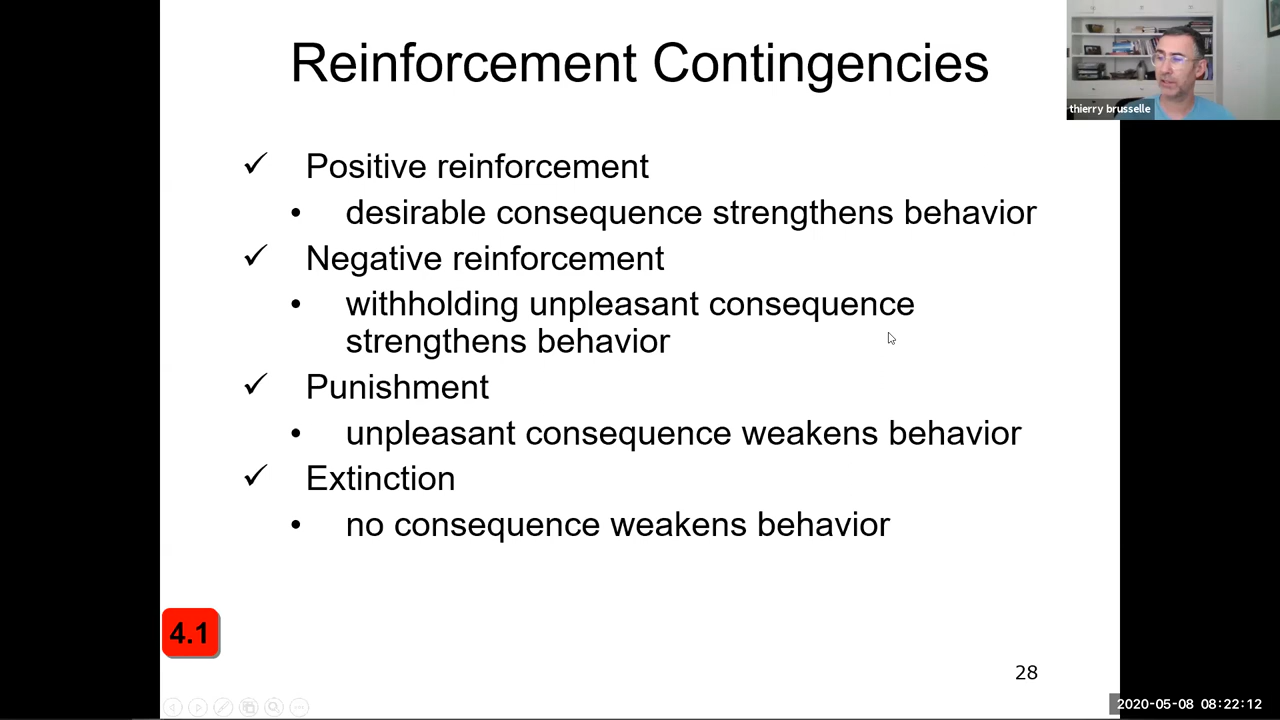 Reinforcement Contingencies
thierry brusselle
✓ Positive reinforcement
• desirable consequence strengthens behavior
✓ Negative reinforcement
• withholding unpleasant consequence
strengthens behavior
✓ Punishment
• unpleasant consequence weakens behavior
✓ Extinction
• no consequence weakens behavior
4.1
28
2020-05-08 08:22:12